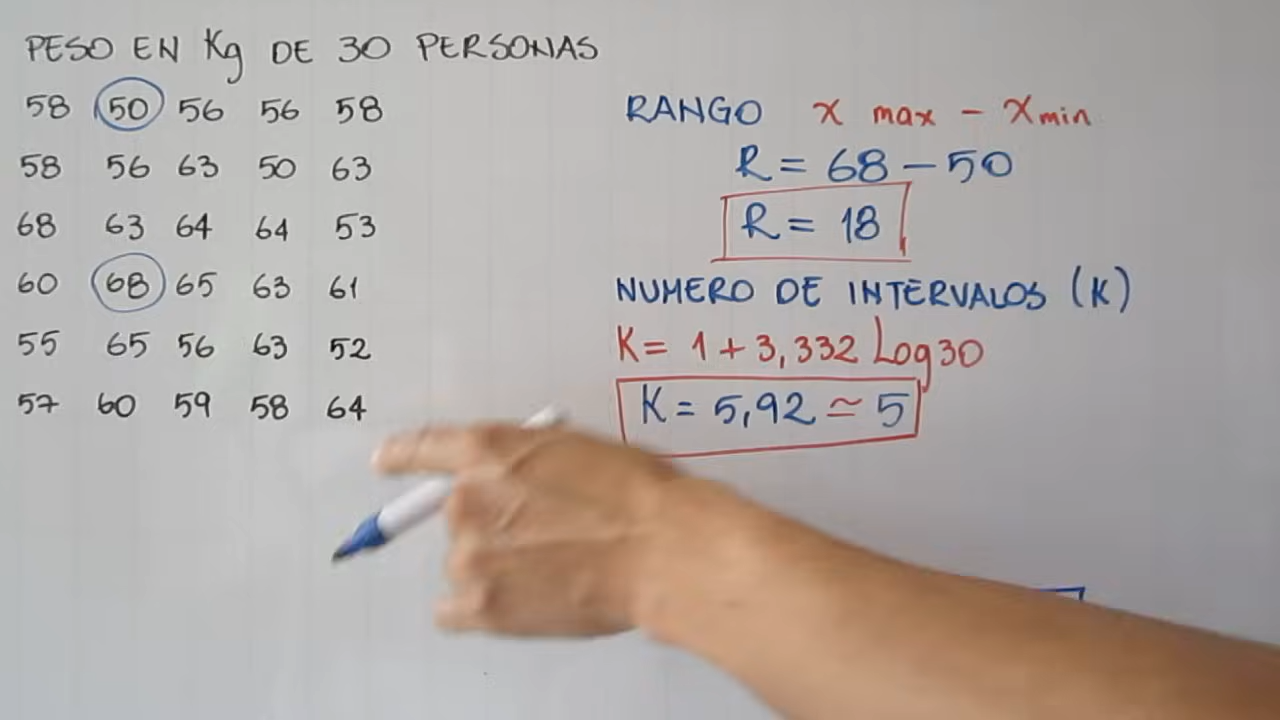 PESO EN Kg DE 30 PERSONAS
58 50 56 56 58
58 56 63 50 63
68 63 64 64 53
60 68 65 63 61
55 65 56 63 52
57 60 59 58 64
RANGO x max - xmin
R = 68 - 50
R = 18
NUMERO DE INTERVALOS (K)
K = 1 + 3,332 Log30
K = 5,92 ≃ 5